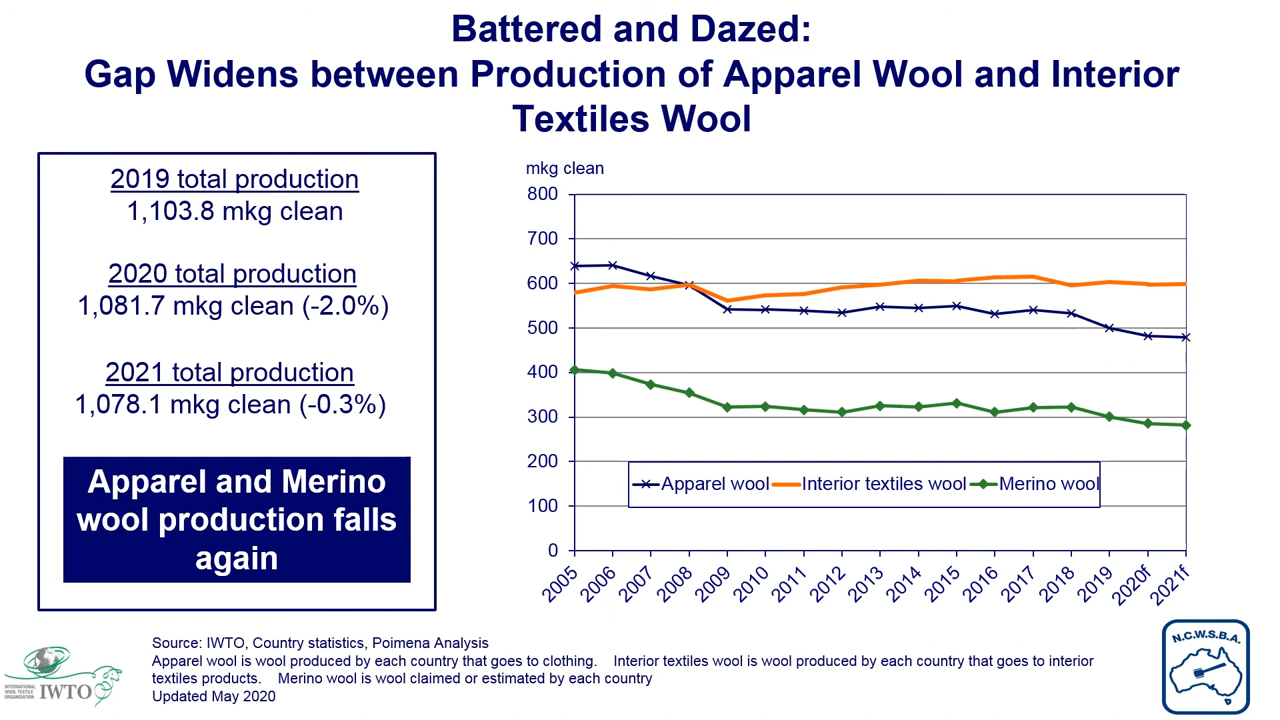 Battered and Dazed:
Gap Widens between Production of Apparel Wool and Interior
Textiles Wool
2019 total production
1,103.8 mkg clean
2020 total production
1,081.7 mkg clean (-2.0%)
2021 total production
1,078.1 mkg clean (-0.3%)
Apparel and Merino
wool production falls
again
mkg clean
800
700
600
500
400
300
200
100
0
Apparel wool Interior textiles wool Merino wool
2005 2006 2007 2008 2009 2010 2011 2012 2013 2014 2015 2016 2017 2018 2019 2020f 2021f
Source: IWTO, Country statistics, Poimena Analysis
Apparel wool is wool produced by each country that goes to clothing. Interior textiles wool is wool produced by each country that goes to interior
textiles products. Merino wool is wool claimed or estimated by each country
Updated May 2020
INTERNATIONAL
WOOL TEXTILE
ORGANISATION
IWTO
N.C.W.S.B.A.